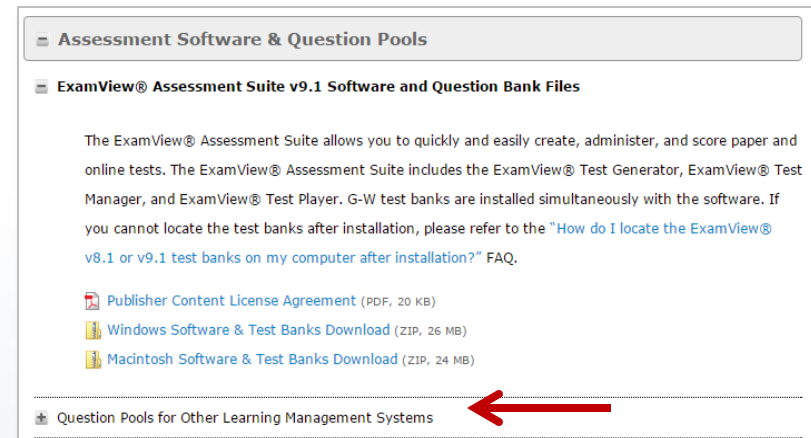 Assessment Software & Question Pools
ExamView® Assessment Suite v9.1 Software and Question Bank Files
The ExamView® Assessment Suite allows you to quickly and easily create, administer, and score paper and
online tests. The ExamView® Assessment Suite includes the ExamView® Test Generator, ExamView® Test
Manager, and ExamView® Test Player. G-W test banks are installed simultaneously with the software. If
you cannot locate the test banks after installation, please refer to the "How do I locate the ExamView®
v8.1 or v9.1 test banks on my computer after installation?" FAQ.
Publisher Content License Agreement (PDF, 20 KB)
Windows Software & Test Banks Download (ZIP, 26 MB)
Macintosh Software & Test Banks Download (ZIP, 24 MB)
Question Pools for Other Learning Management Systems